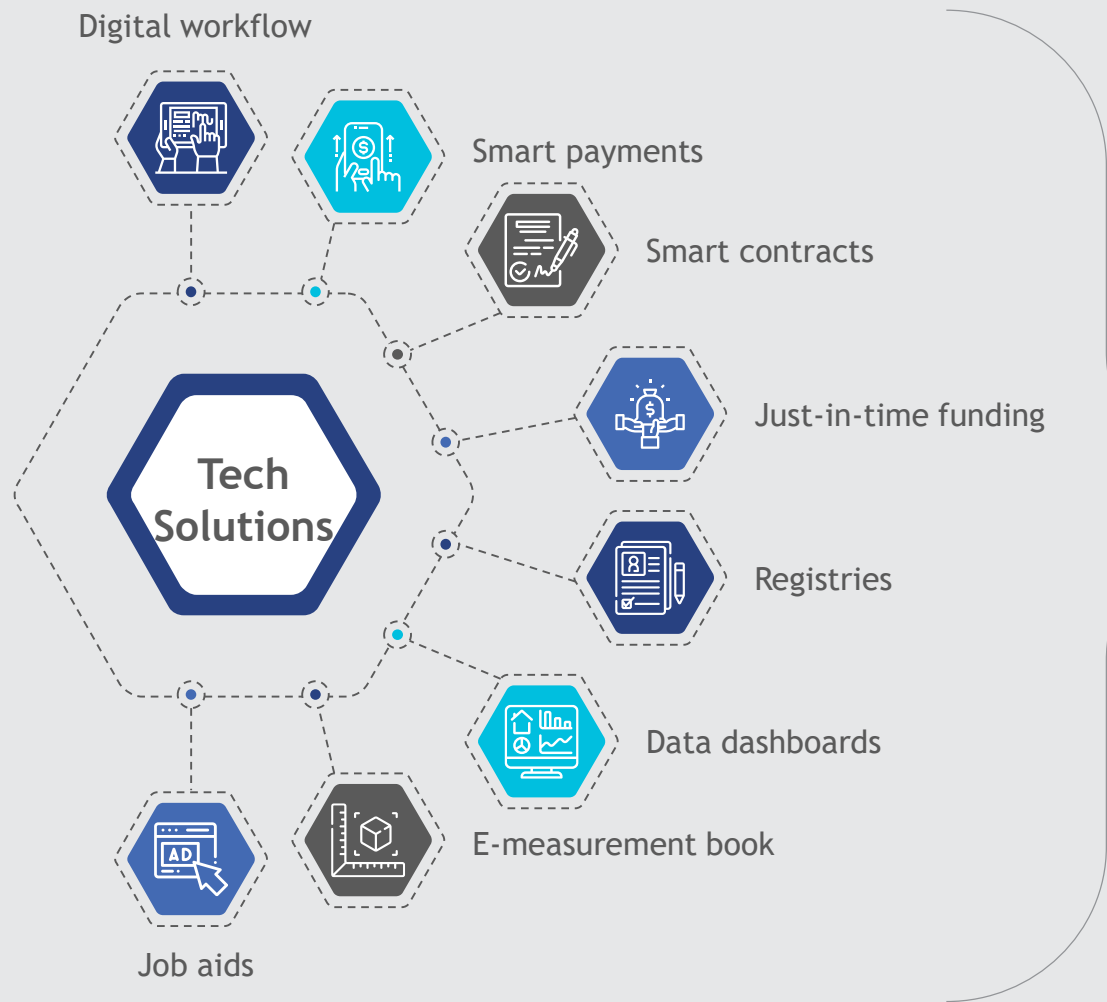 Digital workflow
Smart payments
Smart contracts
Just-in-time funding
Tech
Solutions
Registries
Data dashboards
E-measurement book
AD
Job aids